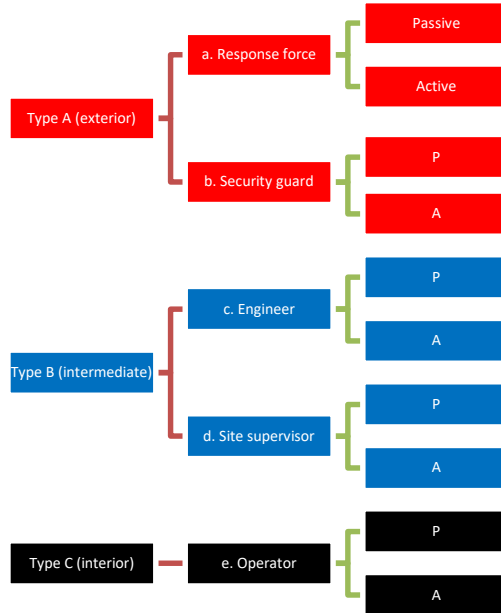 Type A (exterior)
a. Response force
Passive
Active
b. Security guard
P
A
Type B (intermediate)
c. Engineer
P
A
d. Site supervisor
P
A
Type C (interior)
e. Operator
P
A